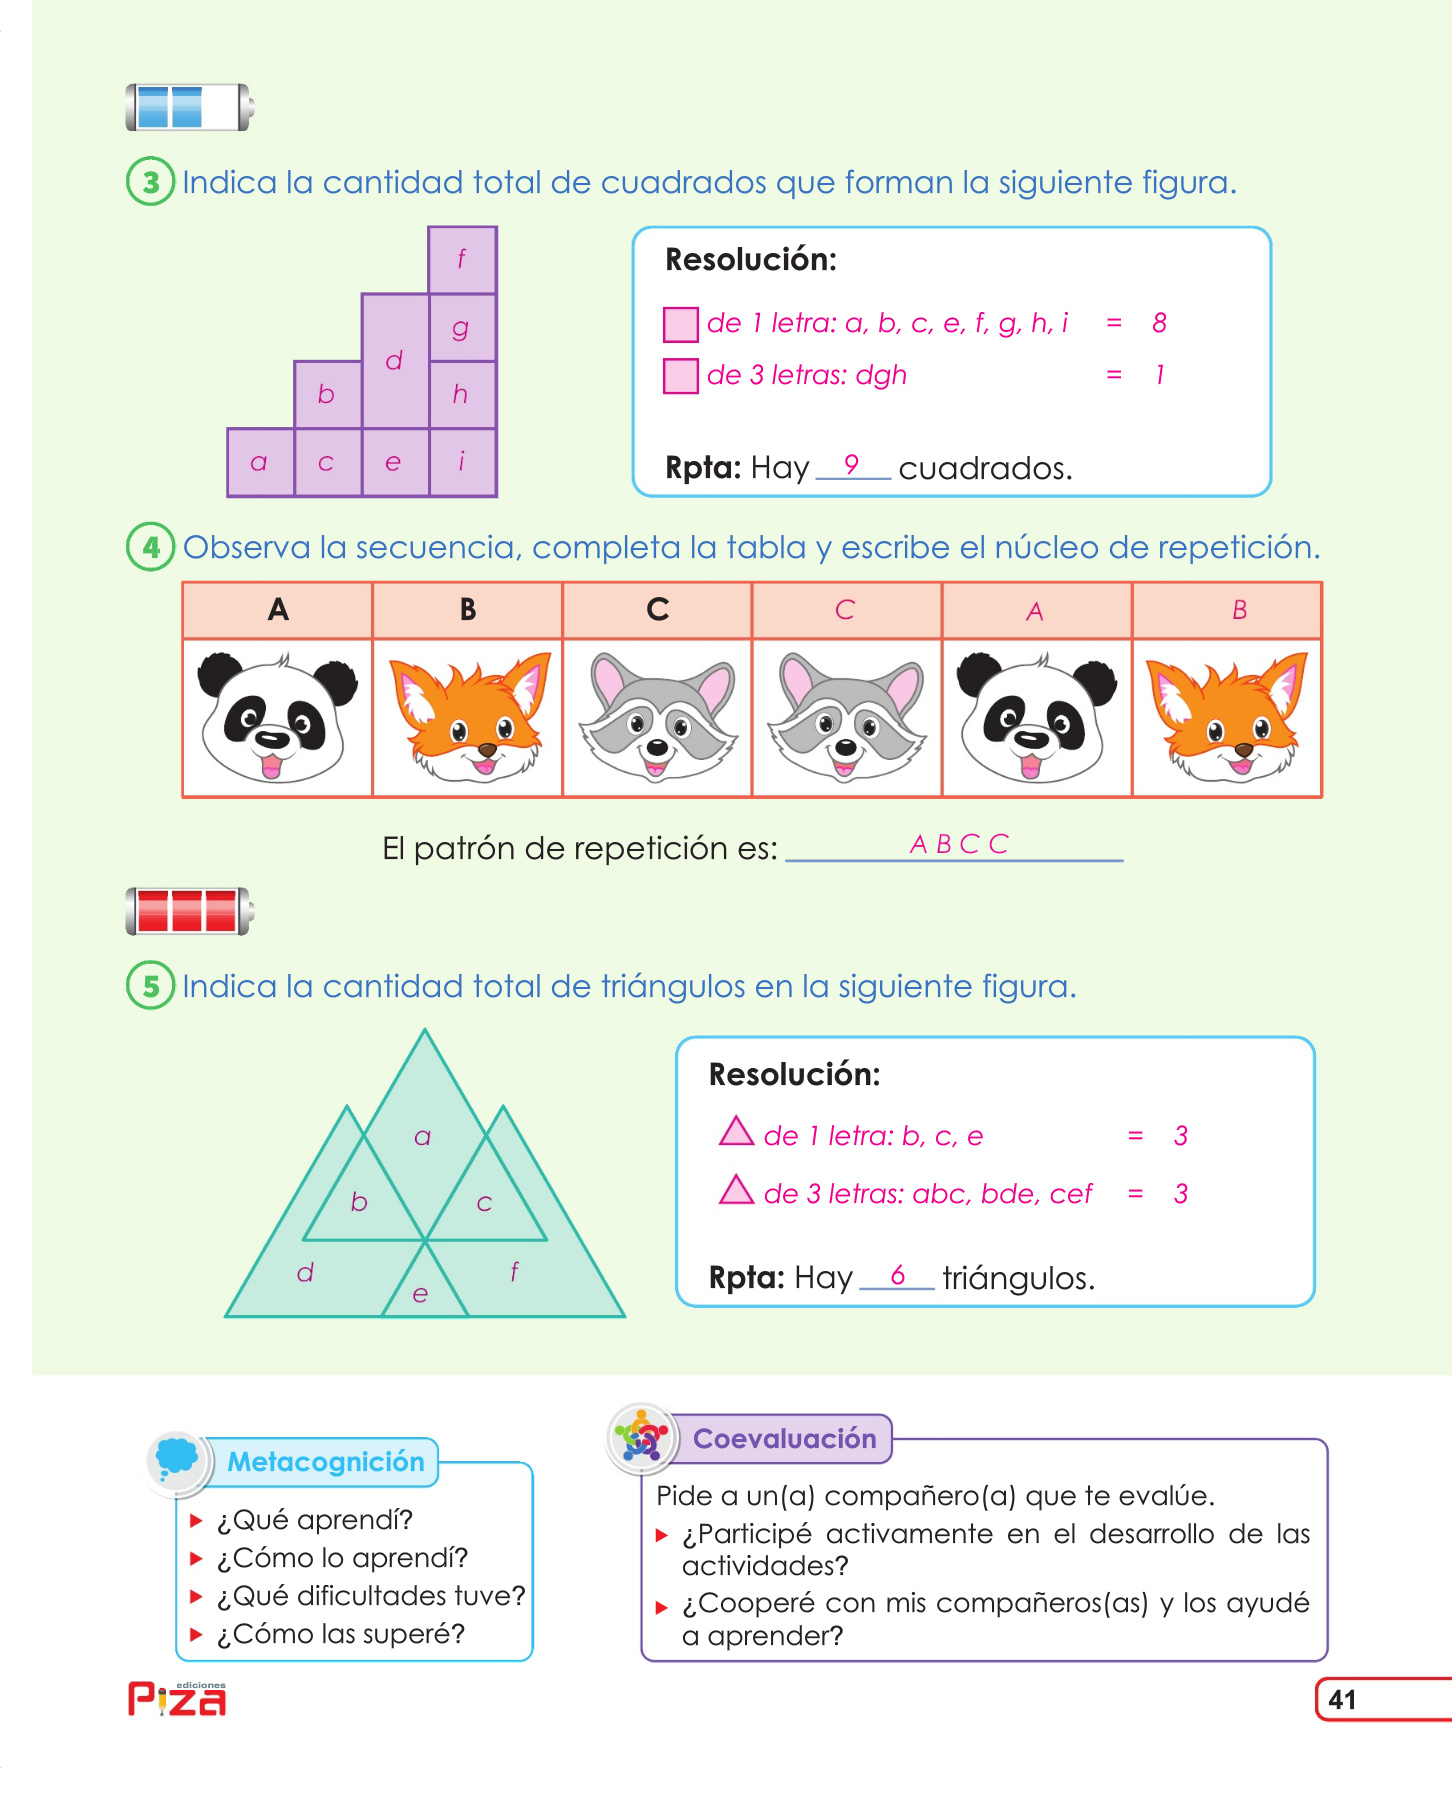 3 Indica la cantidad total de cuadrados que forman la siguiente figura.
f
g
d
b
h
a c e i
Resolución:
de 1 letra: a, b, c, e, f, g, h, i = 8
de 3 letras: dgh = 1
Rpta: Hay 9 cuadrados.
4 Observa la secuencia, completa la tabla y escribe el núcleo de repetición.
A B C C A B
El patrón de repetición es: A B C C
5 Indica la cantidad total de triángulos en la siguiente figura.
a
b c
d f
e
Resolución:
de 1 letra: b, c, e = 3
de 3 letras: abc, bde, cef = 3
Rpta: Hay 6 triángulos.
Metacognición
¿Qué aprendí?
¿Cómo lo aprendí?
¿Qué dificultades tuve?
¿Cómo las superé?
Coevaluación
Pide a un(a) compañero(a) que te evalúe.
¿Participé activamente en el desarrollo de las
actividades?
¿Cooperé con mis compañeros(as) y los ayudé
a aprender?
ediciones
Piza
41